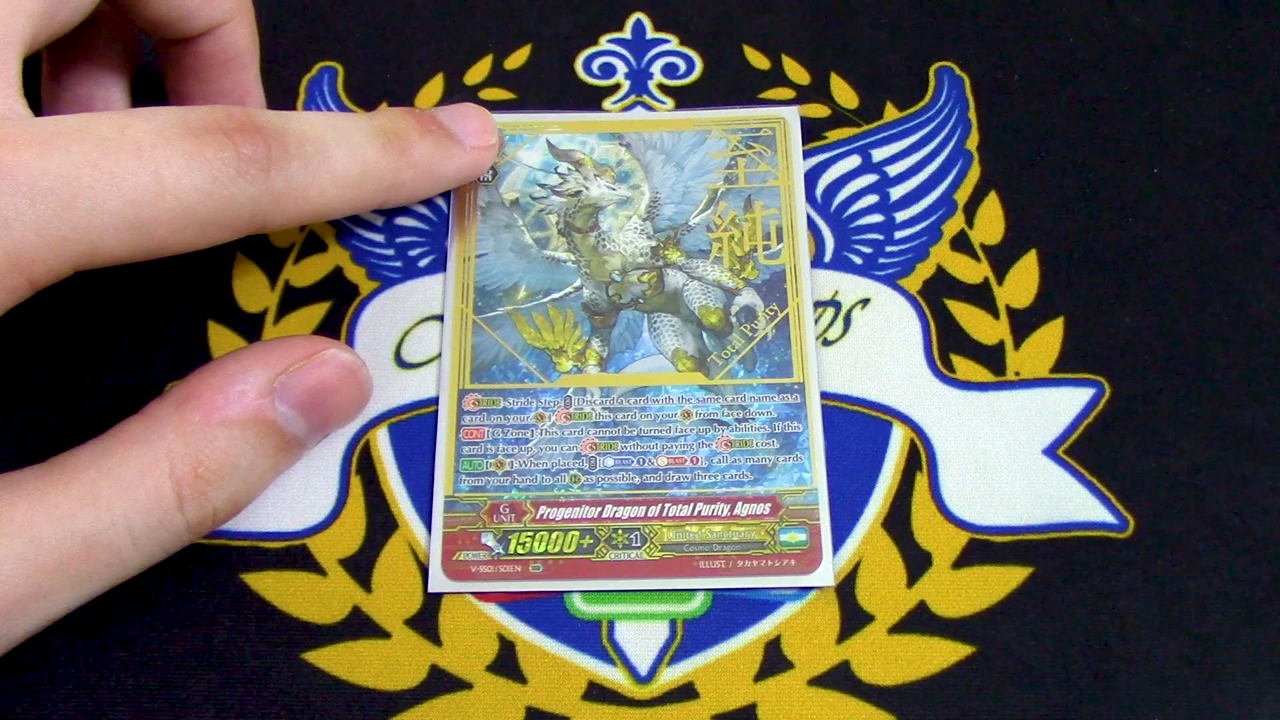 至純
Total Purity
STRIDE -Stride Step-:[Discard a card with the same card name as a
card on your] STRIDE this card on your from face down.
CONT [G Zone]:This card cannot be turned face up by abilities. If this
card is face up, you can STRIDE without paying the STRIDE cost.
AUTO []:When placed, [BLAST 1 & BLAST 1], call as many cards
from your hand to all as possible, and draw three cards.
G UNIT
Progenitor Dragon of Total Purity, Agnos
POWER 15000+ 1 CRITICAL
United Sanctuary
Cosmo Dragon
V-SS01/S01EN
ILLUST. / タカヤマトシアキ